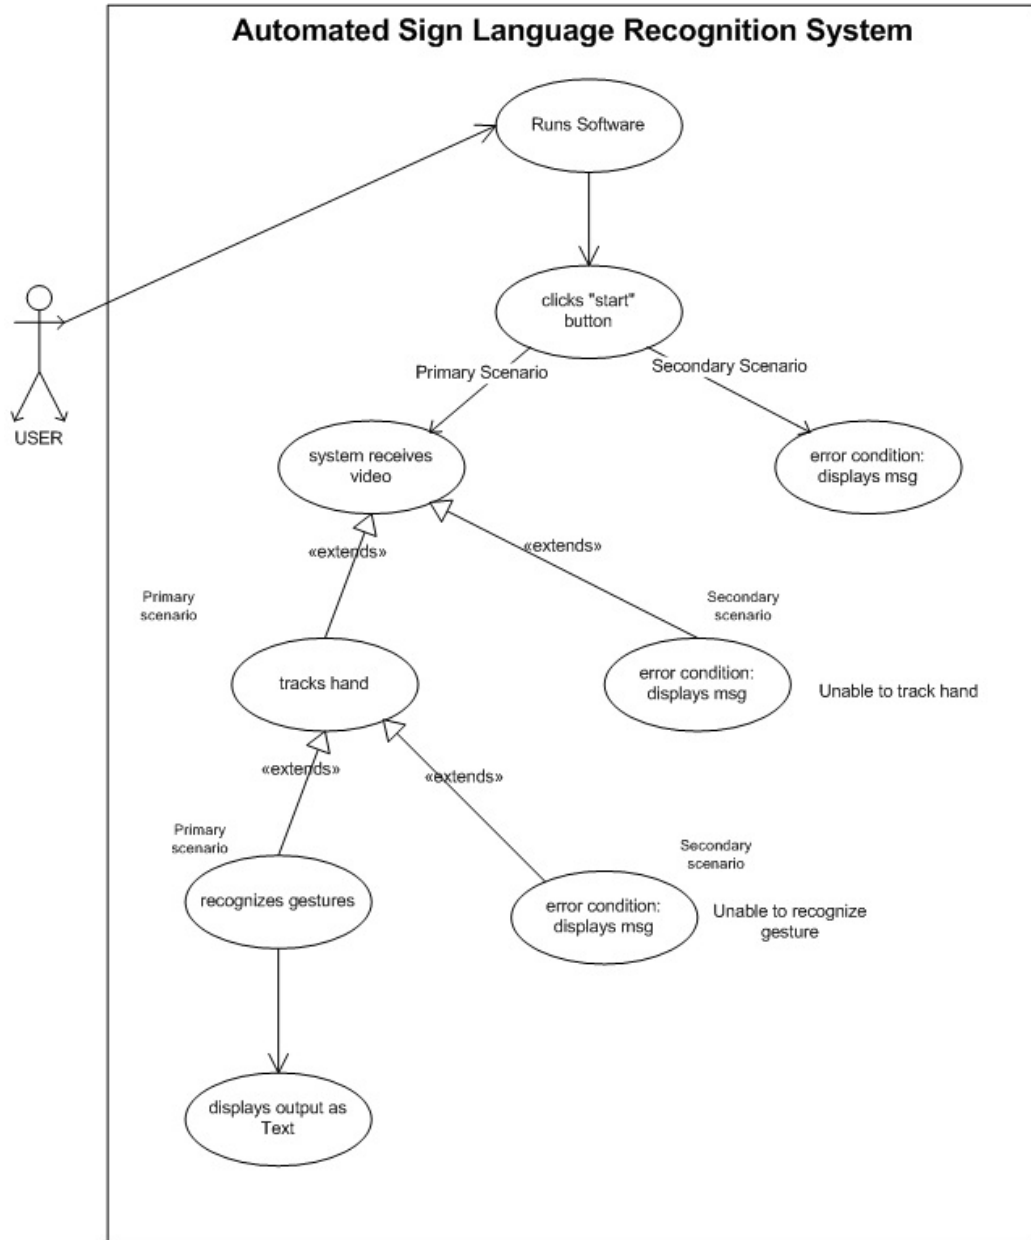 Automated Sign Language Recognition System
Runs Software
clicks "start"
button
Primary Scenario
Secondary Scenario
USER
system receives
video
error condition:
displays msg
«extends»
«extends»
Primary
scenario
Secondary
scenario
tracks hand
error condition:
displays msg
Unable to track hand
«extends»
«extends»
Primary
scenario
Secondary
scenario
recognizes gestures
error condition:
displays msg
Unable to recognize
gesture
displays output as
Text